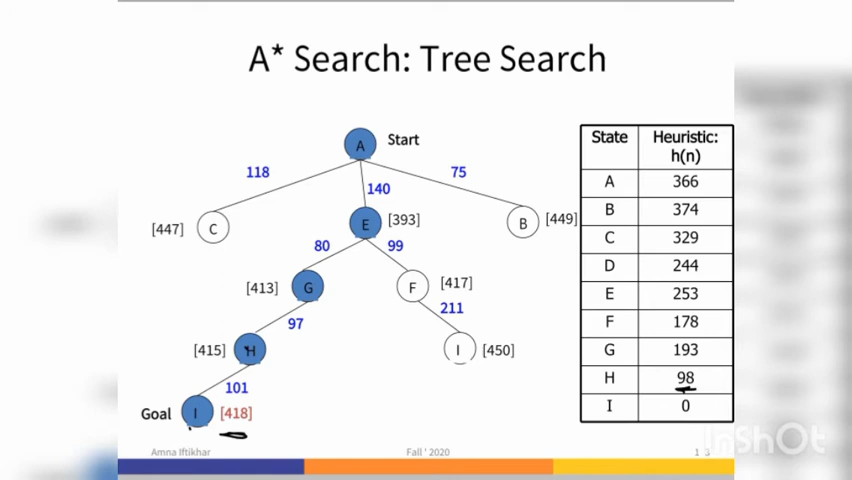 A* Search: Tree Search
A
Start
118
140
75
[447]
C
E
[393]
B
[449]
80
99
[413]
G
F
[417]
97
211
[415]
H
I
[450]
101
Goal
I
[418]
State Heuristic: h(n)
A 366
B 374
C 329
D 244
E 253
F 178
G 193
H 98
I 0
Amna Iftikhar
Fall ' 2020
InShOt